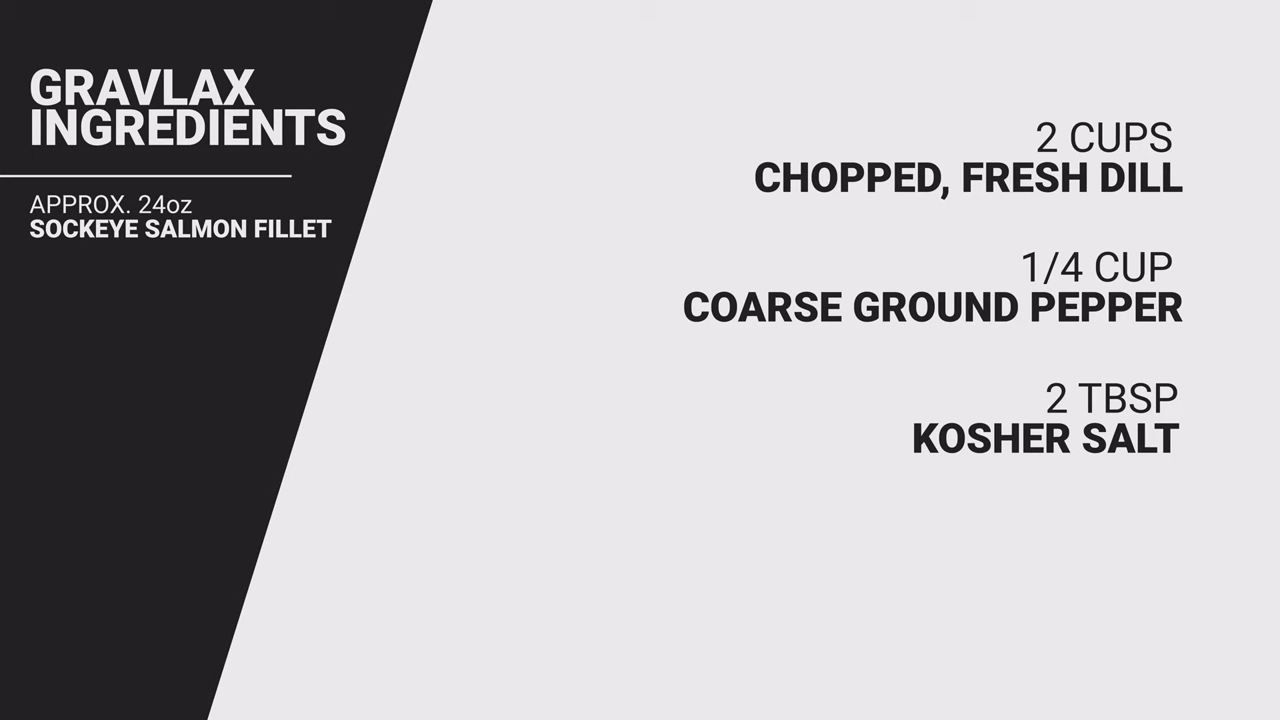 GRAVLAX
INGREDIENTS
APPROX. 24oz
SOCKEYE SALMON FILLET
2 CUPS
CHOPPED, FRESH DILL
1/4 CUP
COARSE GROUND PEPPER
2 TBSP
KOSHER SALT